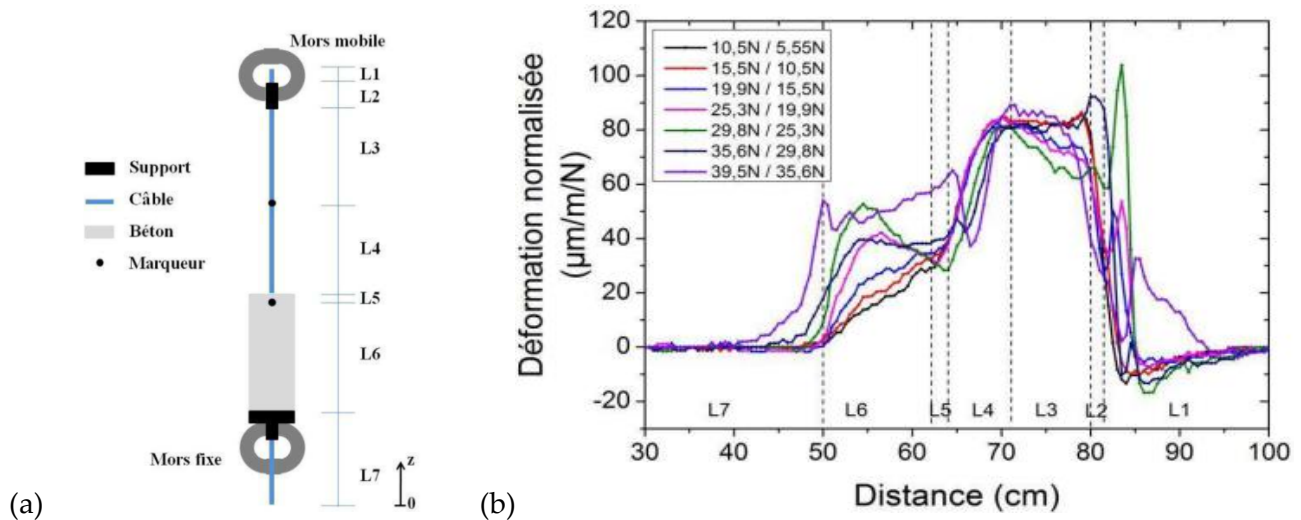 Mors mobile
L1
L2
L3
L4
L5
L6
L7
Support
Câble
Béton
Marqueur
Mors fixe
z
0
(a)
(b)
Déformation normalisée
(µm/m/N)
120
100
80
60
40
20
0
-20
10,5N / 5,55N
15,5N / 10,5N
19,9N / 15,5N
25,3N / 19,9N
29,8N / 25,3N
35,6N / 29,8N
39,5N / 35,6N
L7 L6 L5 L4 L3 L2 L1
30 40 50 60 70 80 90 100
Distance (cm)